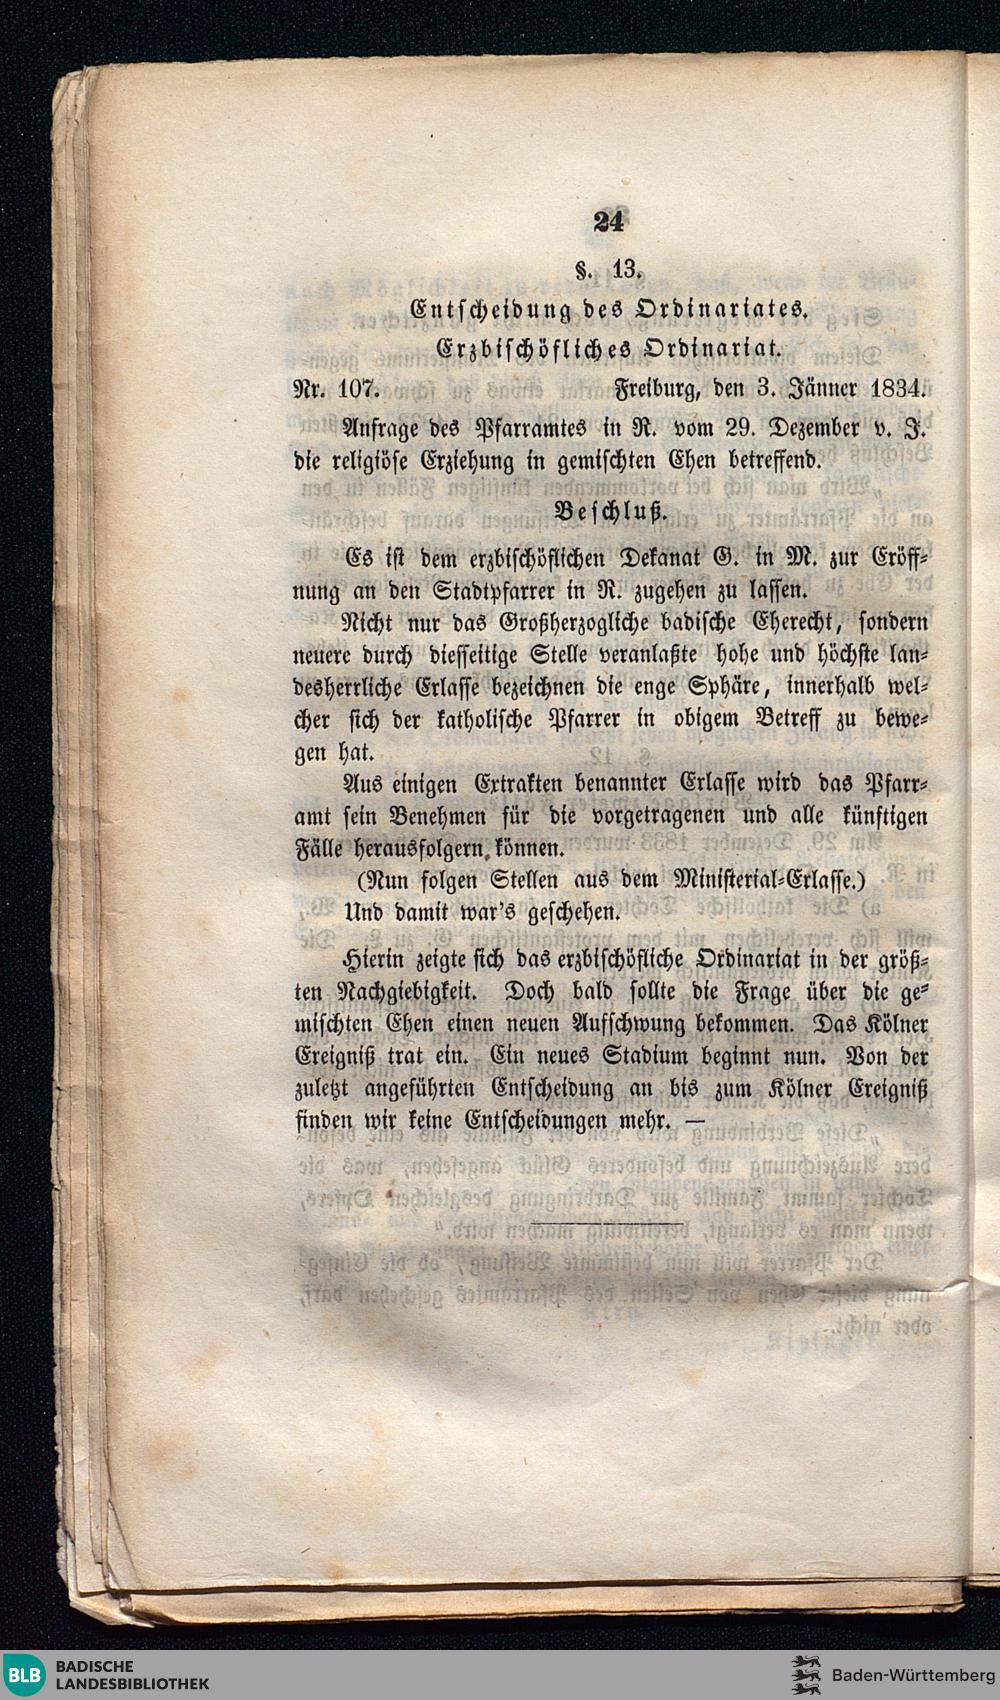 24
§. 13.
Entscheidung des Ordinariates.
Erzbischöfliches Ordinariat.
Nr. 107. Freiburg, den 3. Jänner 1834.
Anfrage des Pfarramtes in R. vom 29. Dezember v. J.
die religiöse Erziehung in gemischten Ehen betreffend.
Beschluß.
Es ist dem erzbischöflichen Dekanat G. in M. zur Eröff-
nung an den Stadtpfarrer in R. zugehen zu lassen.
Nicht nur das Großherzogliche badische Eherecht, sondern
neuere durch diesseitige Stelle veranlaßte hohe und höchste lan-
desherrliche Erlasse bezeichnen die enge Sphäre, innerhalb wel-
cher sich der katholische Pfarrer in obigem Betreff zu bewe-
gen hat.
Aus einigen Extrakten benannter Erlasse wird das Pfarr-
amt sein Benehmen für die vorgetragenen und alle künftigen
Fälle herausfolgern können.
(Nun folgen Stellen aus dem Ministerial-Erlasse.)
Und damit war's geschehen.
Hierin zeigte sich das erzbischöfliche Ordinariat in der größ-
ten Nachgiebigkeit. Doch bald sollte die Frage über die ge-
mischten Ehen einen neuen Aufschwung bekommen. Das Kölner
Ereigniß trat ein. Ein neues Stadium beginnt nun. Von der
zuletzt angeführten Entscheidung an bis zum Kölner Ereigniß
finden wir keine Entscheidungen mehr. —
BLB BADISCHE
LANDESBIBLIOTHEK
Baden-Württemberg